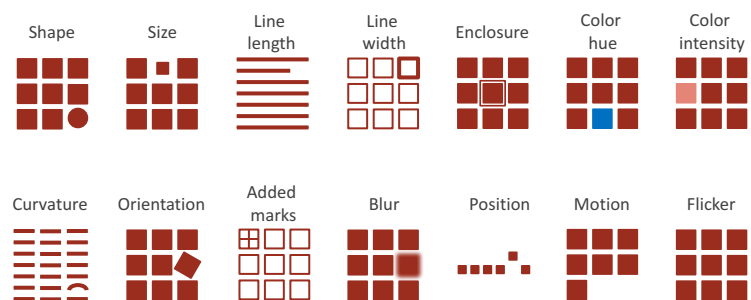 Shape
Size
Line
length
Line
width
Enclosure
Color
hue
Color
intensity
Curvature
Orientation
Added
marks
Blur
Position
Motion
Flicker